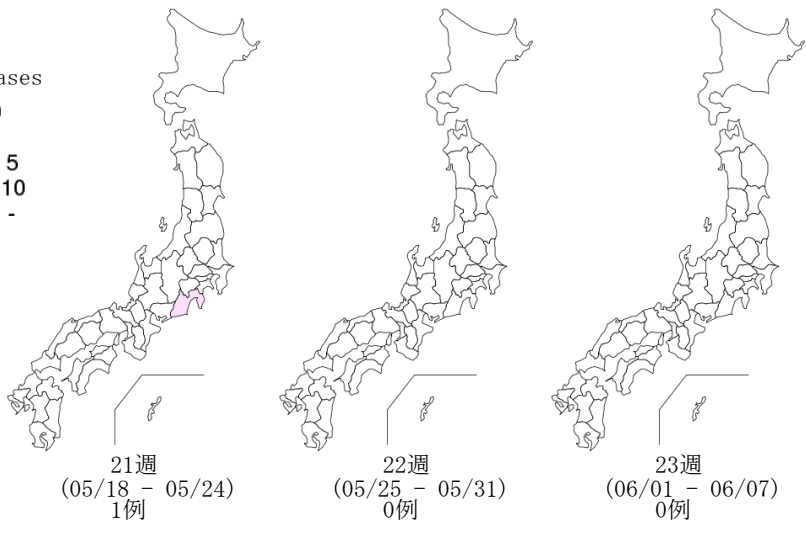 ases
5
10
-
21週
(05/18 - 05/24)
1例
22週
(05/25 - 05/31)
0例
23週
(06/01 - 06/07)
0例